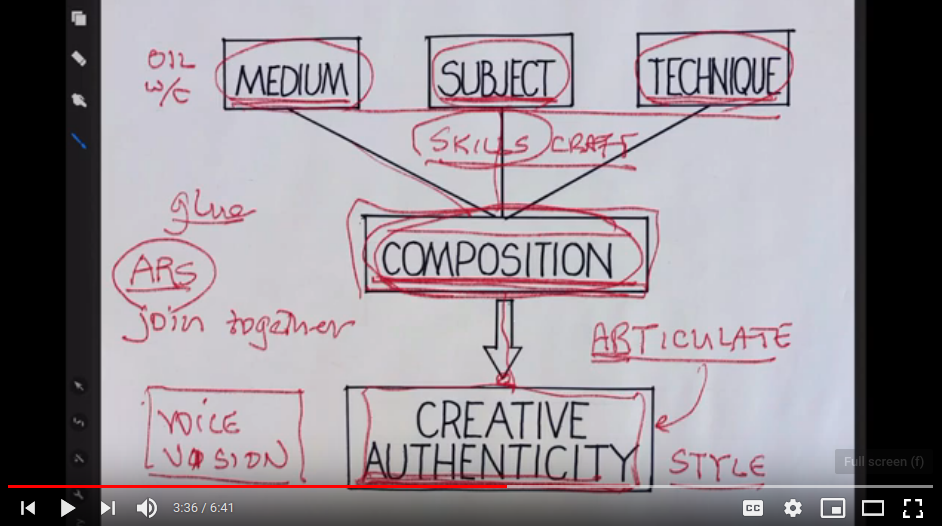 OIL
W/C
MEDIUM
SUBJECT
TECHNIQUE
SKILLS CRAFT
glue
ARS
join together
COMPOSITION
ARTICULATE
VOICE
VISION
CREATIVE
AUTHENTICITY
STYLE
Full screen (f)
3:36 / 6:41
CC